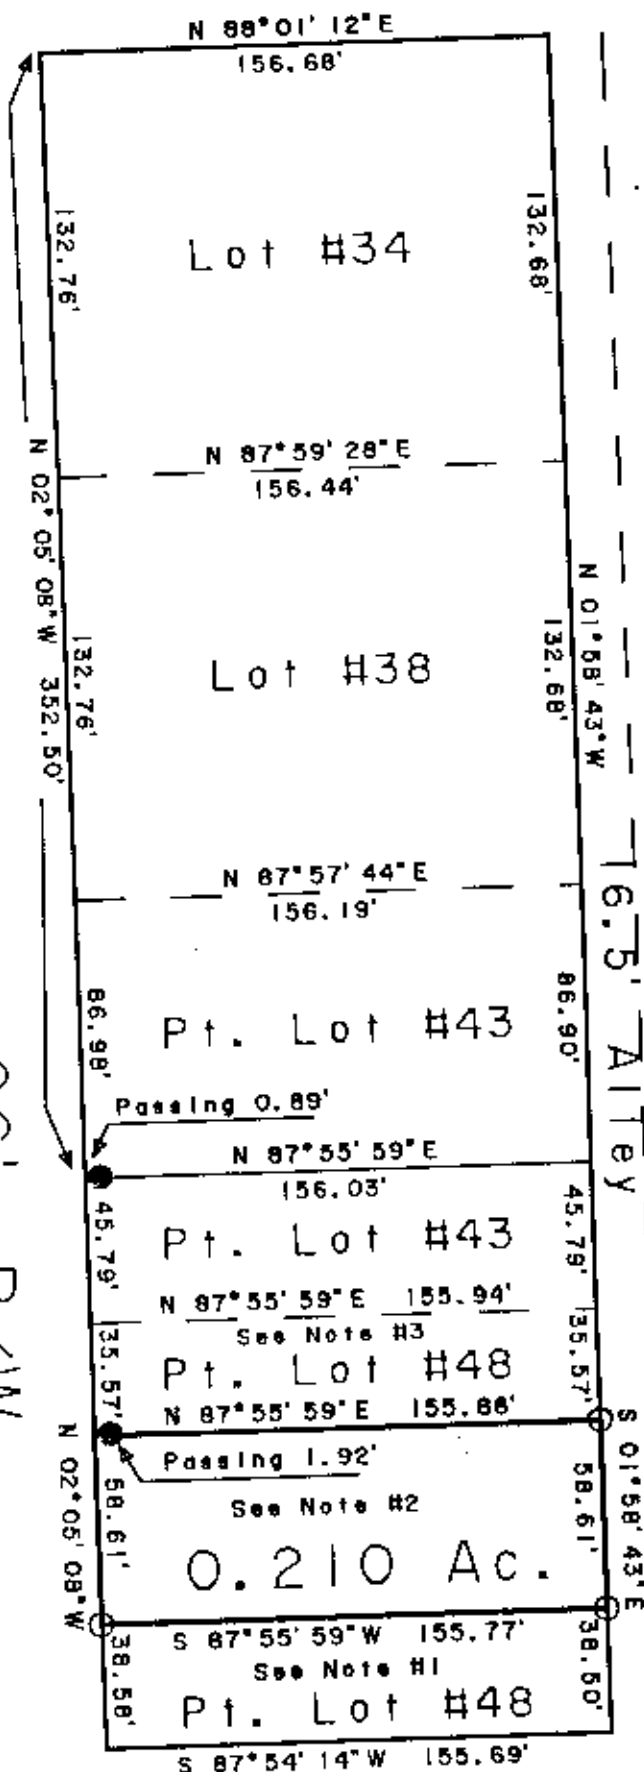 N 88°01'12"E
156.68'
132.76'
Lot #34
132.68'
N 87°59'28"E
156.44'
N 02°05'08"W 352.50'
132.76'
Lot #38
132.68'
N 01°58'43"W
N 87°57'44"E
156.19'
16.5' Alley
86.98'
Pt. Lot #43
86.90'
Passing 0.89'
N 87°55'59"E
156.03'
45.79'
Pt. Lot #43
45.79'
N 87°55'59"E 155.94'
See Note #3
35.57'
Pt. Lot #48
35.57'
N 87°55'59"E 155.88'
Passing 1.92'
N 02°05'08"W
58.61'
See Note #2
58.61'
S 01°58'43"E
0.210 Ac.
S 87°55'59"W 155.77'
See Note #1
38.58'
Pt. Lot #48
38.50'
S 87°54'14"W 155.69'